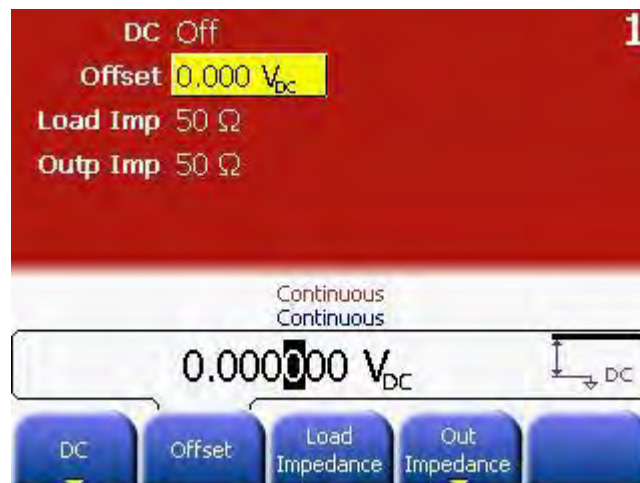 DC Off 1
Offset 0.000 VDC
Load Imp 50 Ω
Outp Imp 50 Ω
Continuous
Continuous
0.000000 VDC
DC
DC Offset Load Impedance Out Impedance